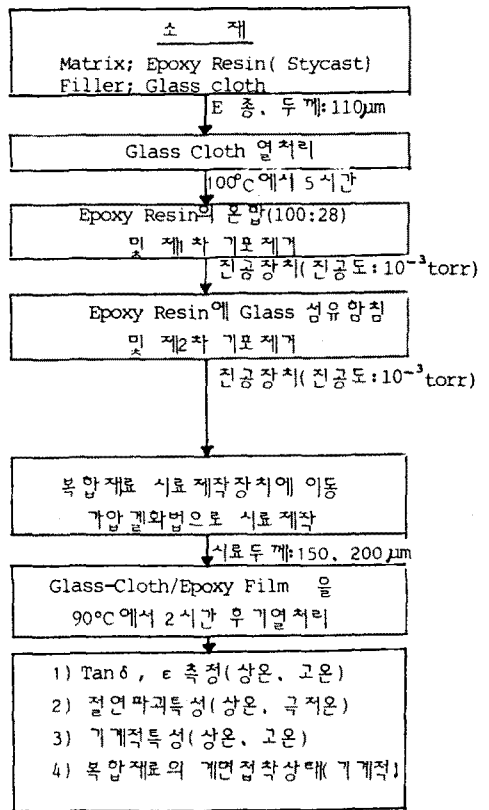 소 재
Matrix; Epoxy Resin( Stycast)
Filler; Glass cloth
E 종, 두께:110μm
Glass Cloth 열처리
100°C에서 5시간
Epoxy Resin의 혼합(100:28)
및 제1차 기포제거
진공장치(진공도:10⁻³torr)
Epoxy Resin에 Glass 섬유함침
및 제2차 기포제거
진공장치(진공도:10⁻³torr)
복합재료 시료제작장치에 이동
가압겔화법으로 시료제작
시료두께:150, 200μm
Glass-Cloth/Epoxy Film 을
90°C에서 2시간 후기열처리
1) Tanδ, ε 측정(상온, 고온)
2) 절연파괴특성(상온, 극저온)
3) 기계적특성(상온, 고온)
4) 복합재료의 계면접착상태(기계적)